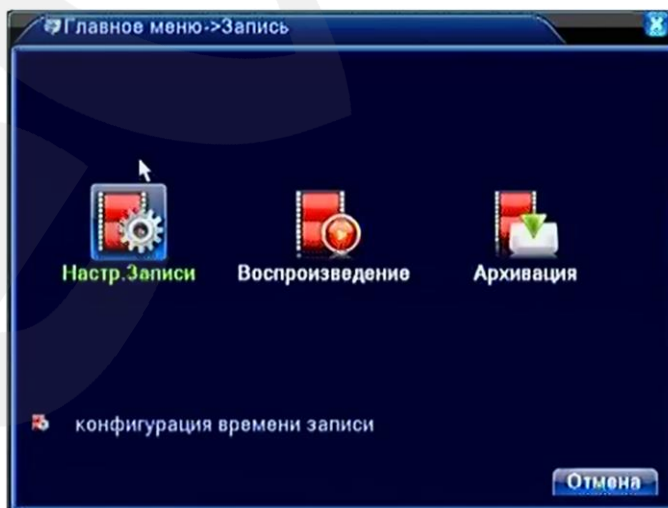 Главное меню->Запись
Настр.Записи
Воспроизведение
Архивация
конфигурация времени записи
Отмена